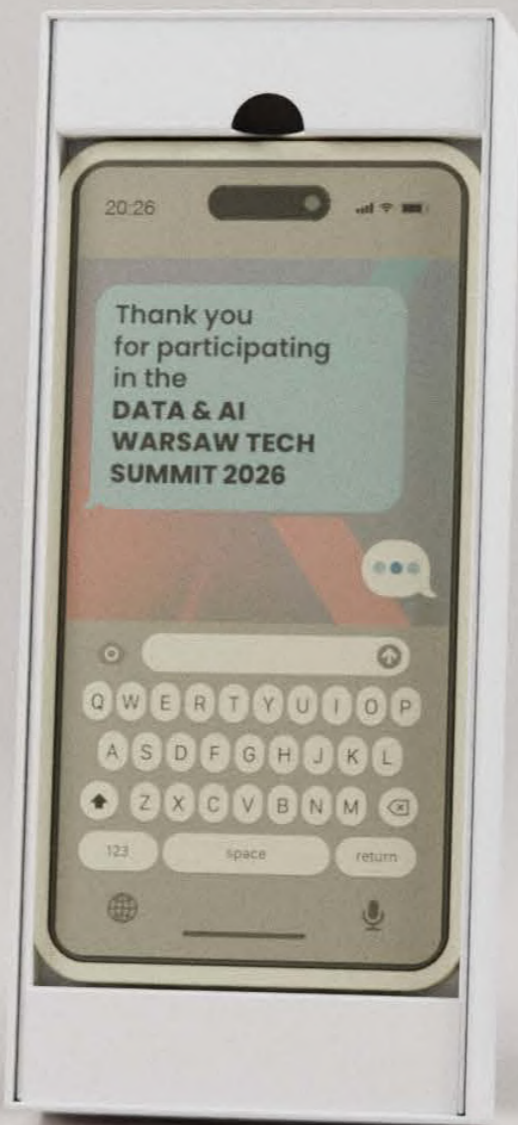 20:26
Thank you
for participating
in the
DATA & AI
WARSAW TECH
SUMMIT 2026
Q W E R T Y U I O P
A S D F G H J K L
Z X C V B N M
123 space return